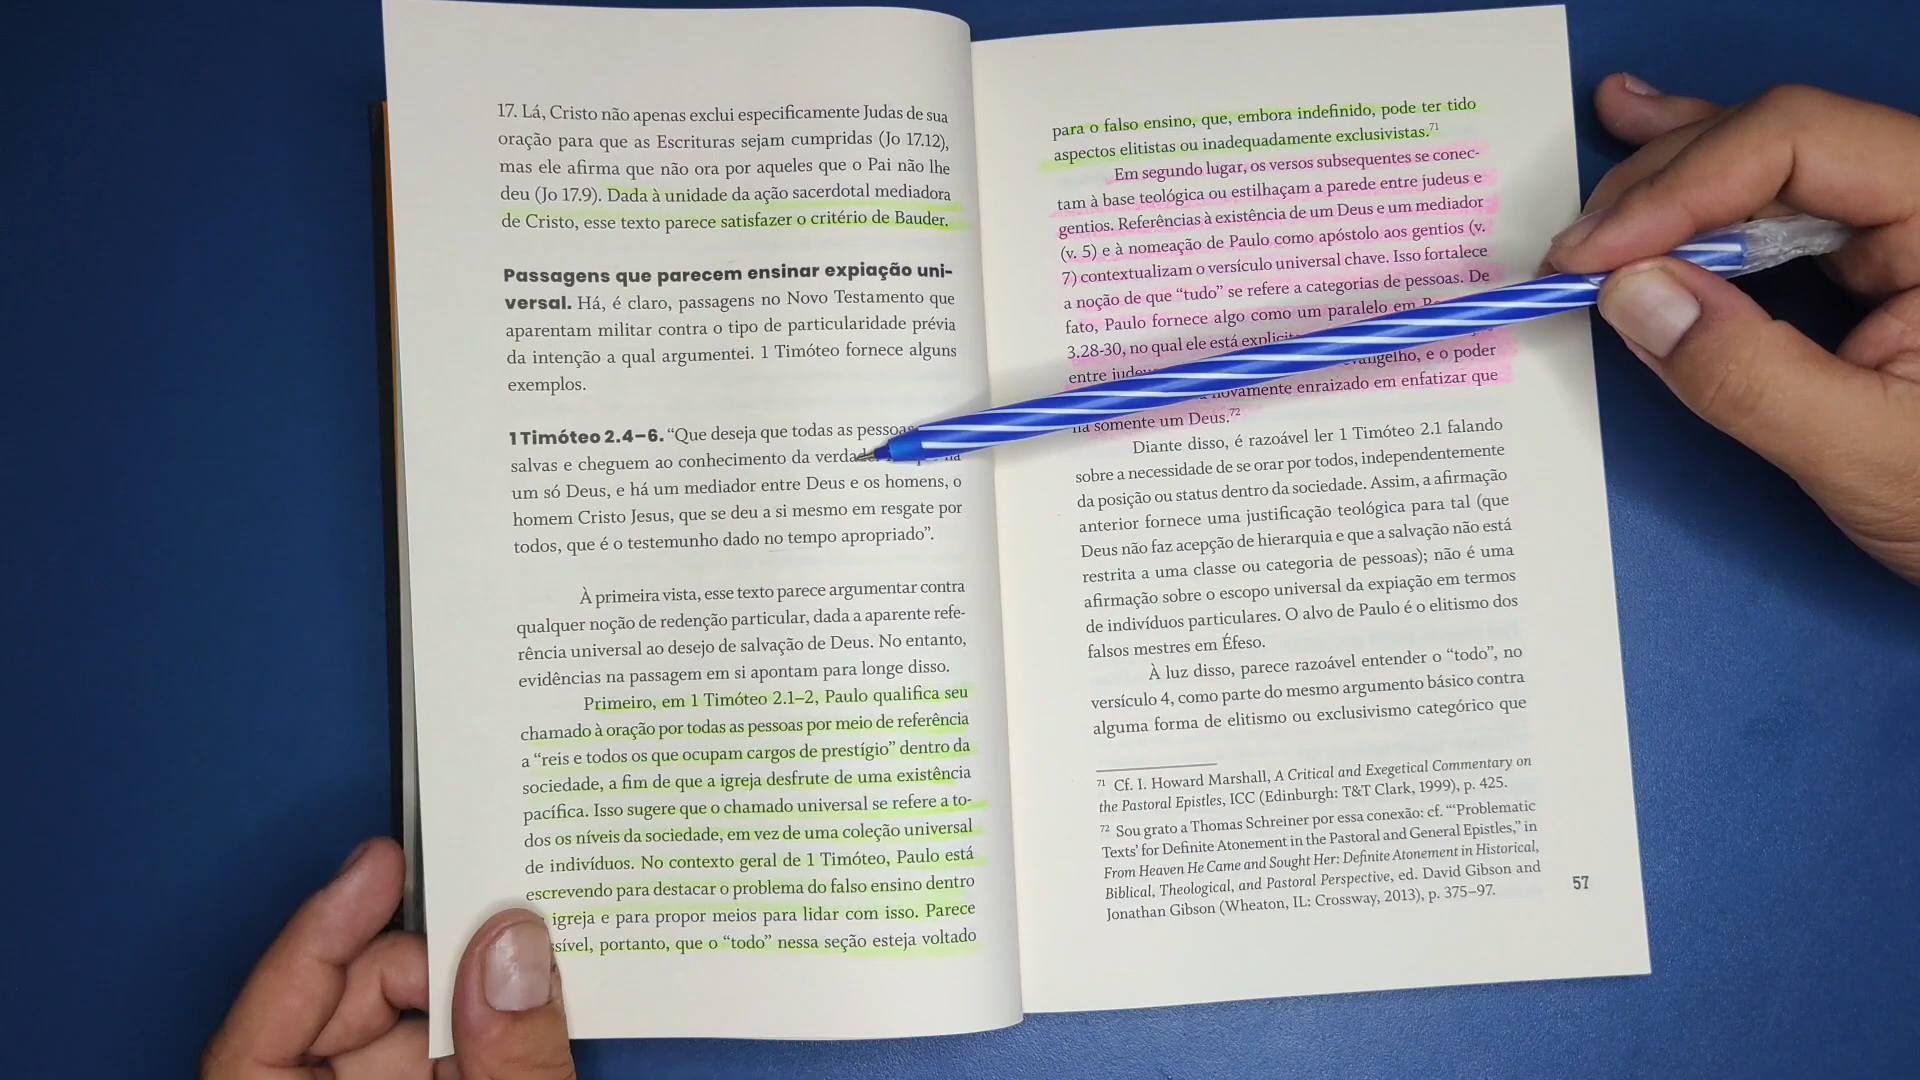 17. Lá, Cristo não apenas exclui especificamente Judas de sua
oração para que as Escrituras sejam cumpridas (Jo 17.12),
mas ele afirma que não ora por aqueles que o Pai não lhe
deu (Jo 17.9). Dada à unidade da ação sacerdotal mediadora
de Cristo, esse texto parece satisfazer o critério de Bauder.
Passagens que parecem ensinar expiação uni-
versal. Há, é claro, passagens no Novo Testamento que
aparentam militar contra o tipo de particularidade prévia
da intenção a qual argumentei. 1 Timóteo fornece alguns
exemplos.
1 Timóteo 2.4–6. “Que deseja que todas as pessoas
salvas e cheguem ao conhecimento da
um só Deus, e há um mediador entre Deus e os homens, o
homem Cristo Jesus, que se deu a si mesmo em resgate por
todos, que é o testemunho dado no tempo apropriado”.
À primeira vista, esse texto parece argumentar contra
qualquer noção de redenção particular, dada a aparente refe-
rência universal ao desejo de salvação de Deus. No entanto,
evidências na passagem em si apontam para longe disso.
Primeiro, em 1 Timóteo 2.1–2, Paulo qualifica seu
chamado à oração por todas as pessoas por meio de referência
a “reis e todos os que ocupam cargos de prestígio” dentro da
sociedade, a fim de que a igreja desfrute de uma existência
pacífica. Isso sugere que o chamado universal se refere a to-
dos os níveis da sociedade, em vez de uma coleção universal
de indivíduos. No contexto geral de 1 Timóteo, Paulo está
escrevendo para destacar o problema do falso ensino dentro
igreja e para propor meios para lidar com isso. Parece
portanto, que o “todo” nessa seção esteja voltado
para o falso ensino, que, embora indefinido, pode ter tido
aspectos elitistas ou inadequadamente exclusivistas.71
Em segundo lugar, os versos subsequentes se conec-
tam à base teológica ou estilhaçam a parede entre judeus e
gentios. Referências à existência de um Deus e um mediador
(v. 5) e à nomeação de Paulo como apóstolo aos gentios (v.
7) contextualizam o versículo universal chave. Isso fortalece
a noção de que “tudo” se refere a categorias de pessoas. De
fato, Paulo fornece algo como um paralelo em
3.28-30, no qual ele está
entre evangelho, e o poder
novamente enraizado em enfatizar que
há somente um Deus.72
Diante disso, é razoável ler 1 Timóteo 2.1 falando
sobre a necessidade de se orar por todos, independentemente
da posição ou status dentro da sociedade. Assim, a afirmação
anterior fornece uma justificação teológica para tal (que
Deus não faz acepção de hierarquia e que a salvação não está
restrita a uma classe ou categoria de pessoas); não é uma
afirmação sobre o escopo universal da expiação em termos
de indivíduos particulares. O alvo de Paulo é o elitismo dos
falsos mestres em Éfeso.
À luz disso, parece razoável entender o “todo”, no
versículo 4, como parte do mesmo argumento básico contra
alguma forma de elitismo ou exclusivismo categórico que
71 Cf. I. Howard Marshall, A Critical and Exegetical Commentary on
the Pastoral Epistles, ICC (Edinburgh: T&T Clark, 1999), p. 425.
72 Sou grato a Thomas Schreiner por essa conexão: cf. “‘Problematic
Texts’ for Definite Atonement in the Pastoral and General Epistles,” in
From Heaven He Came and Sought Her: Definite Atonement in Historical,
Biblical, Theological, and Pastoral Perspective, ed. David Gibson and
Jonathan Gibson (Wheaton, IL: Crossway, 2013), p. 375–97.
57